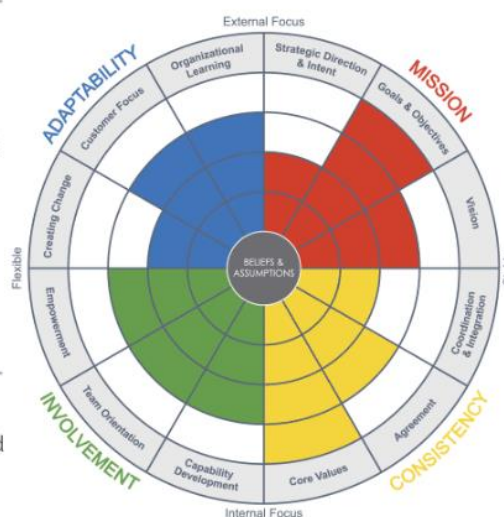 External Focus
ADAPTABILITY
MISSION
Organizational
Learning
Strategic Direction
& Intent
Customer Focus
Goals & Objectives
Creating Change
Vision
Flexible
BELIEFS &
ASSUMPTIONS
Empowerment
Coordination
& Integration
Team Orientation
Agreement
Capability
Development
Core Values
INVOLVEMENT
CONSISTENCY
Internal Focus